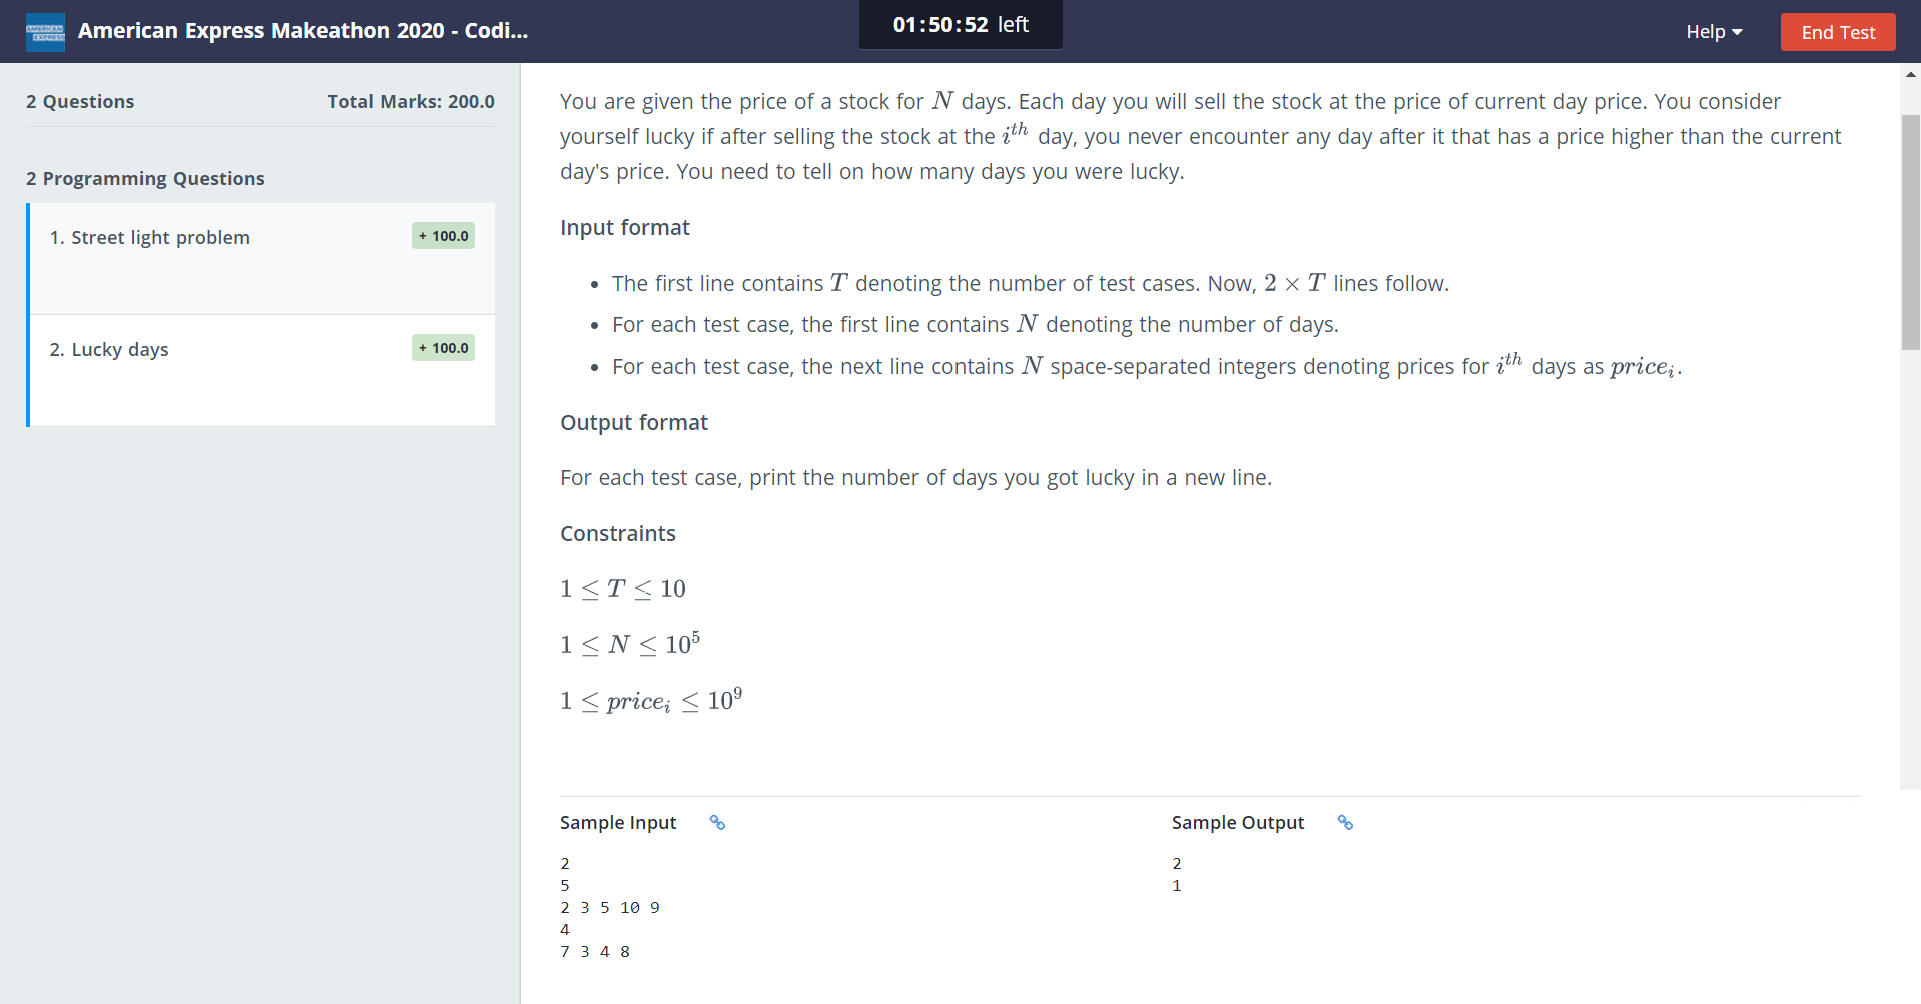 AMERICAN EXPRESS
American Express Makeathon 2020 - Codi...
01:50:52 left
Help
End Test
2 Questions
Total Marks: 200.0
2 Programming Questions
1. Street light problem
+ 100.0
2. Lucky days
+ 100.0
You are given the price of a stock for N days. Each day you will sell the stock at the price of current day price. You consider
yourself lucky if after selling the stock at the i^{th} day, you never encounter any day after it that has a price higher than the current
day's price. You need to tell on how many days you were lucky.
Input format
• The first line contains T denoting the number of test cases. Now, 2 × T lines follow.
• For each test case, the first line contains N denoting the number of days.
• For each test case, the next line contains N space-separated integers denoting prices for i^{th} days as price_i.
Output format
For each test case, print the number of days you got lucky in a new line.
Constraints
1 ≤ T ≤ 10
1 ≤ N ≤ 10^5
1 ≤ price_i ≤ 10^9
Sample Input
2
5
2 3 5 10 9
4
7 3 4 8
Sample Output
2
1